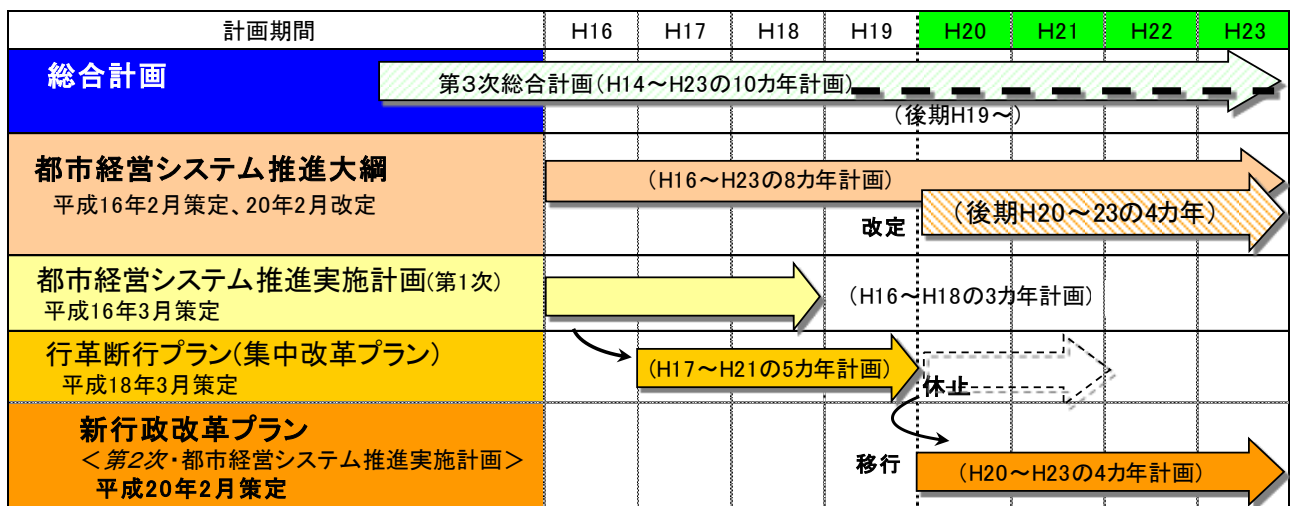 計画期間 H16 H17 H18 H19 H20 H21 H22 H23
総合計画
第3次総合計画(H14～H23の10カ年計画)
(後期H19～)
都市経営システム推進大綱
平成16年2月策定、20年2月改定
(H16～H23の8カ年計画)
(後期H20～23の4カ年)
改定
都市経営システム推進実施計画(第1次)
平成16年3月策定
(H16～H18の3カ年計画)
行革断行プラン(集中改革プラン)
平成18年3月策定
(H17～H21の5カ年計画)
休止
新行政改革プラン
＜第2次・都市経営システム推進実施計画＞
平成20年2月策定
移行
(H20～H23の4カ年計画)